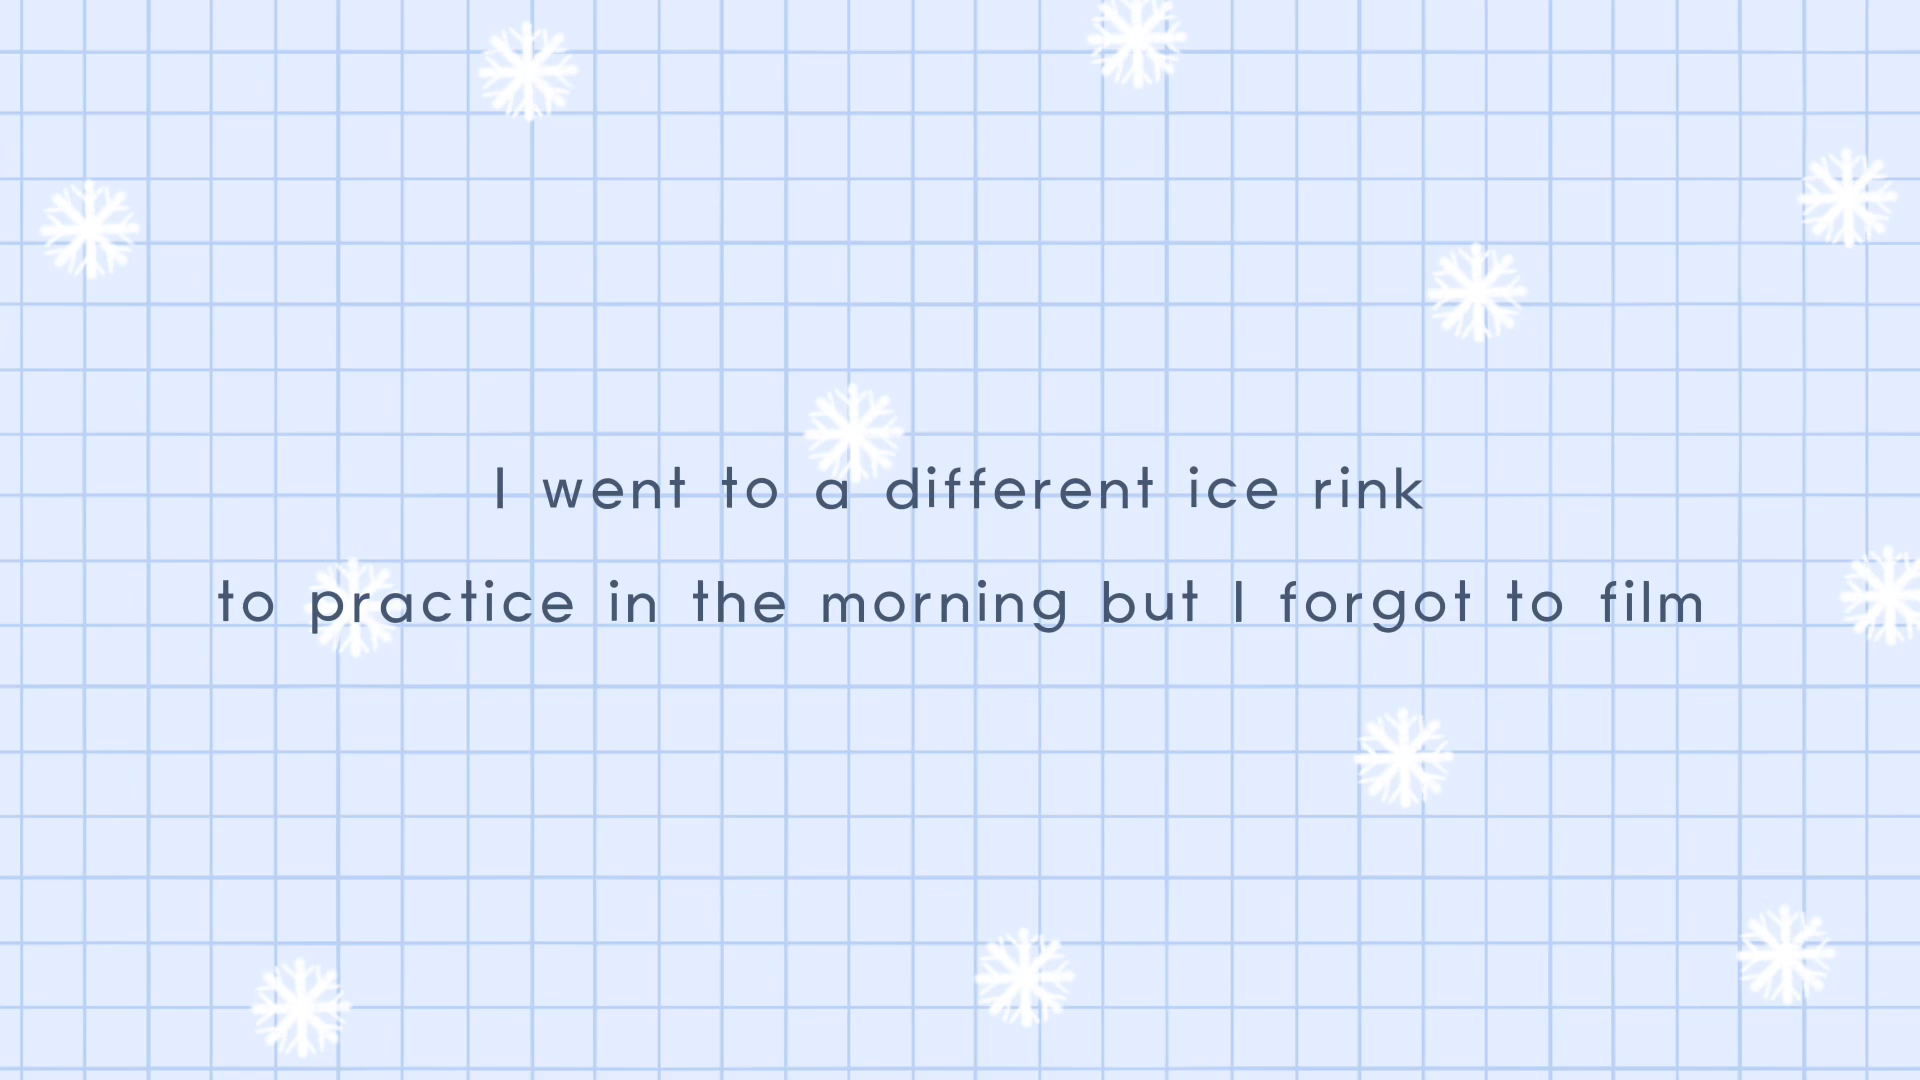 I went to a different ice rink
to practice in the morning but I forgot to film